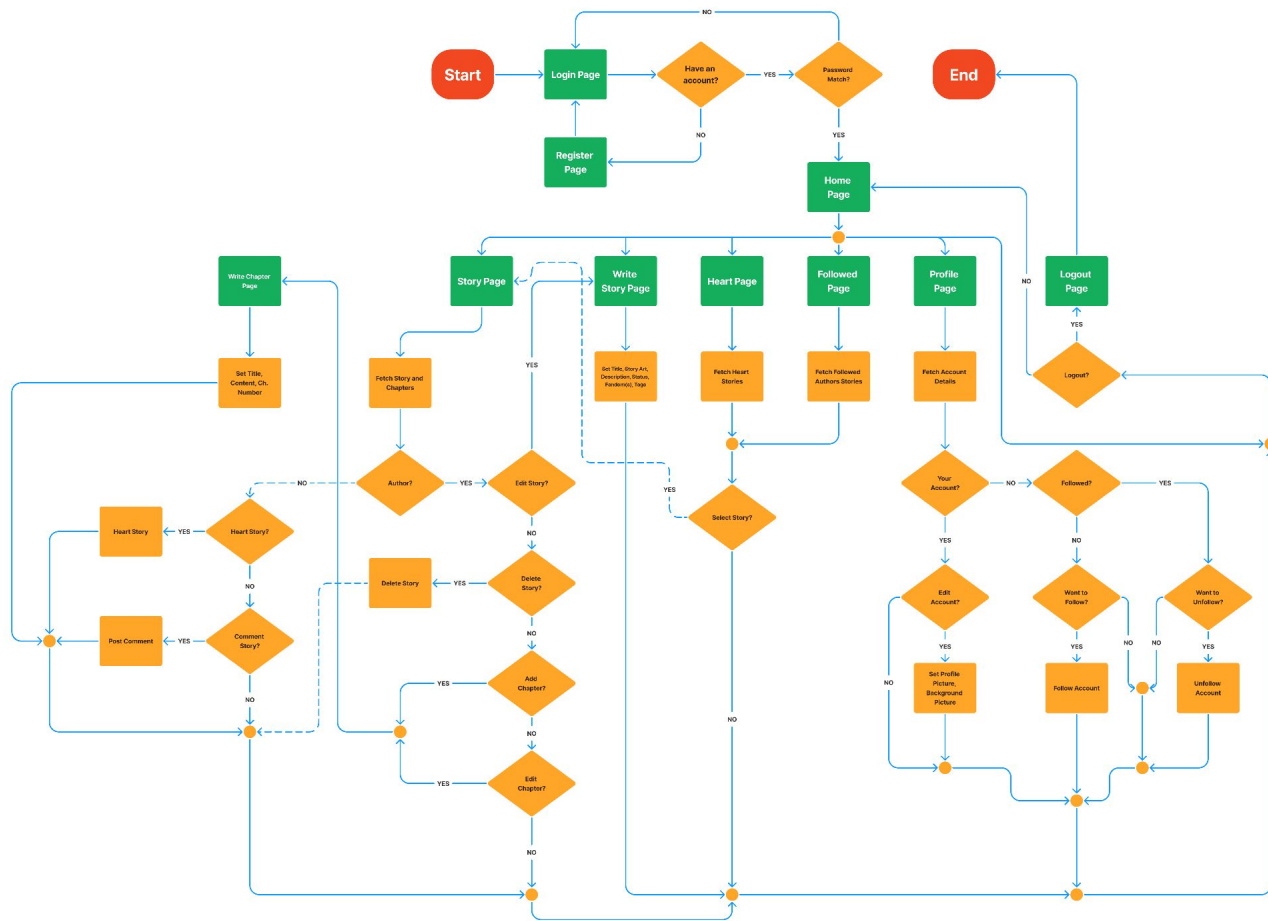 NO
Start
Login Page
Have an
account?
YES
Password
Match?
End
NO
YES
Register
Page
Home
Page
Write Chapter
Page
Story Page
Write
Story Page
Heart Page
Followed
Page
Profile
Page
Logout
Page
NO
YES
Set Title,
Content, Ch.
Number
Fetch Story and
Chapters
YES
Set Title, Story Art,
Description, Status,
Fandom(s), Tags
Fetch Heart
Stories
Fetch Followed
Authors Stories
Fetch Account
Details
Logout?
NO
Author?
YES
Edit Story?
YES
Select Story?
Your
Account?
NO
Followed?
YES
Heart Story
YES
Heart Story?
NO
YES
NO
NO
Delete Story
YES
Delete
Story?
Edit
Account?
Want to
Follow?
Want to
Unfollow?
Post Comment
YES
Comment
Story?
NO
NO
NO
YES
YES
YES
NO
YES
Add
Chapter?
NO
Set Profile
Picture,
Background
Picture
Follow Account
Unfollow
Account
NO
NO
YES
Edit
Chapter?
NO